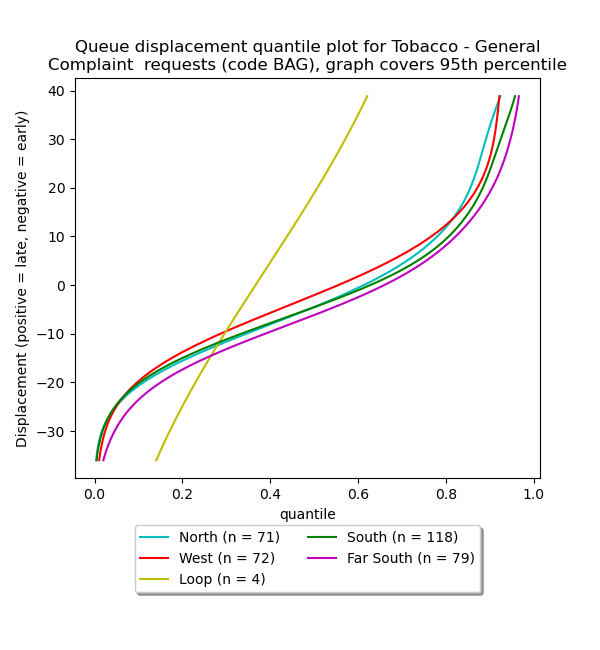 Queue displacement quantile plot for Tobacco - General
Complaint  requests (code BAG), graph covers 95th percentile
Displacement (positive = late, negative = early)
40
30
20
10
0
−10
−20
−30
0.0 0.2 0.4 0.6 0.8 1.0
quantile
North (n = 71) South (n = 118)
West (n = 72) Far South (n = 79)
Loop (n = 4)